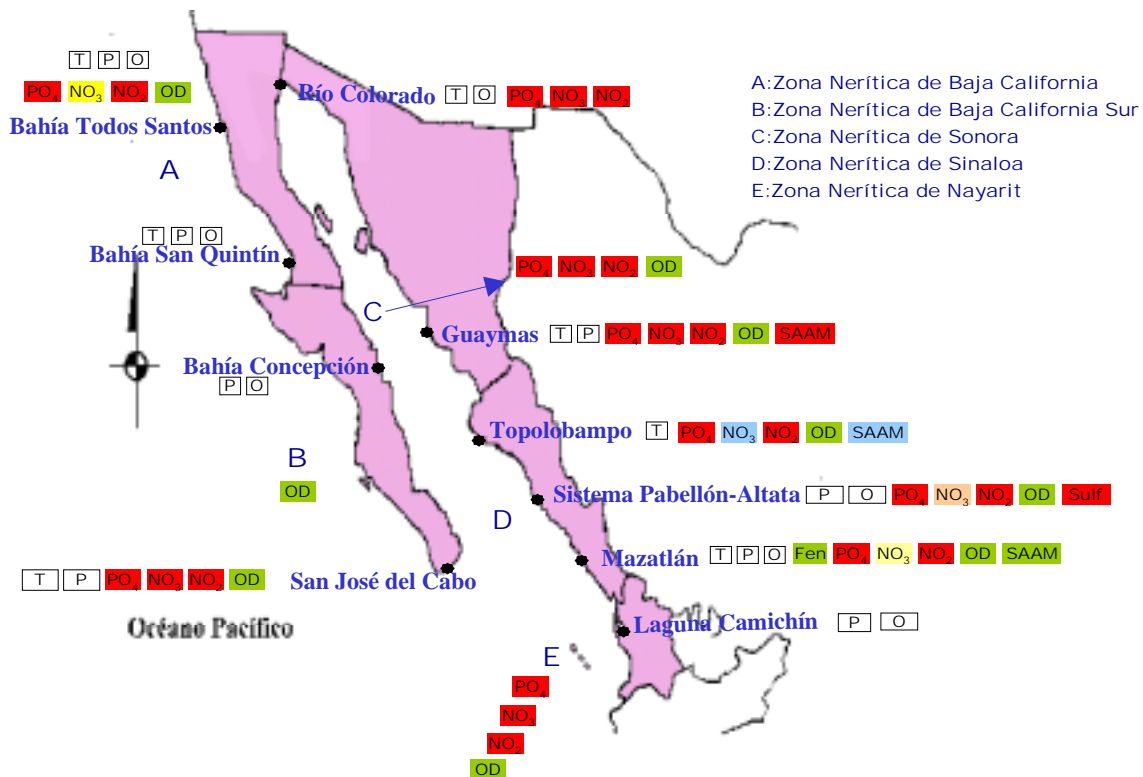 T P O
PO4 NO3 NO2 OD
Bahía Todos Santos
Río Colorado T O PO4 NO3 NO2
A:Zona Nerítica de Baja California
B:Zona Nerítica de Baja California Sur
C:Zona Nerítica de Sonora
D:Zona Nerítica de Sinaloa
E:Zona Nerítica de Nayarit
A
T P O
Bahía San Quintín
PO4 NO3 NO2 OD
C
Guaymas T P PO4 NO3 NO2 OD SAAM
Bahía Concepción
P O
Topolobampo T PO4 NO3 NO2 OD SAAM
B
OD
Sistema Pabellón-Altata P O PO4 NO3 NO2 OD Sulf
D
Mazatlán T P O Fen PO4 NO3 NO2 OD SAAM
T P PO4 NO3 NO2 OD San José del Cabo
Océano Pacífico
Laguna Camichín P O
E
PO4
NO3
NO2
OD